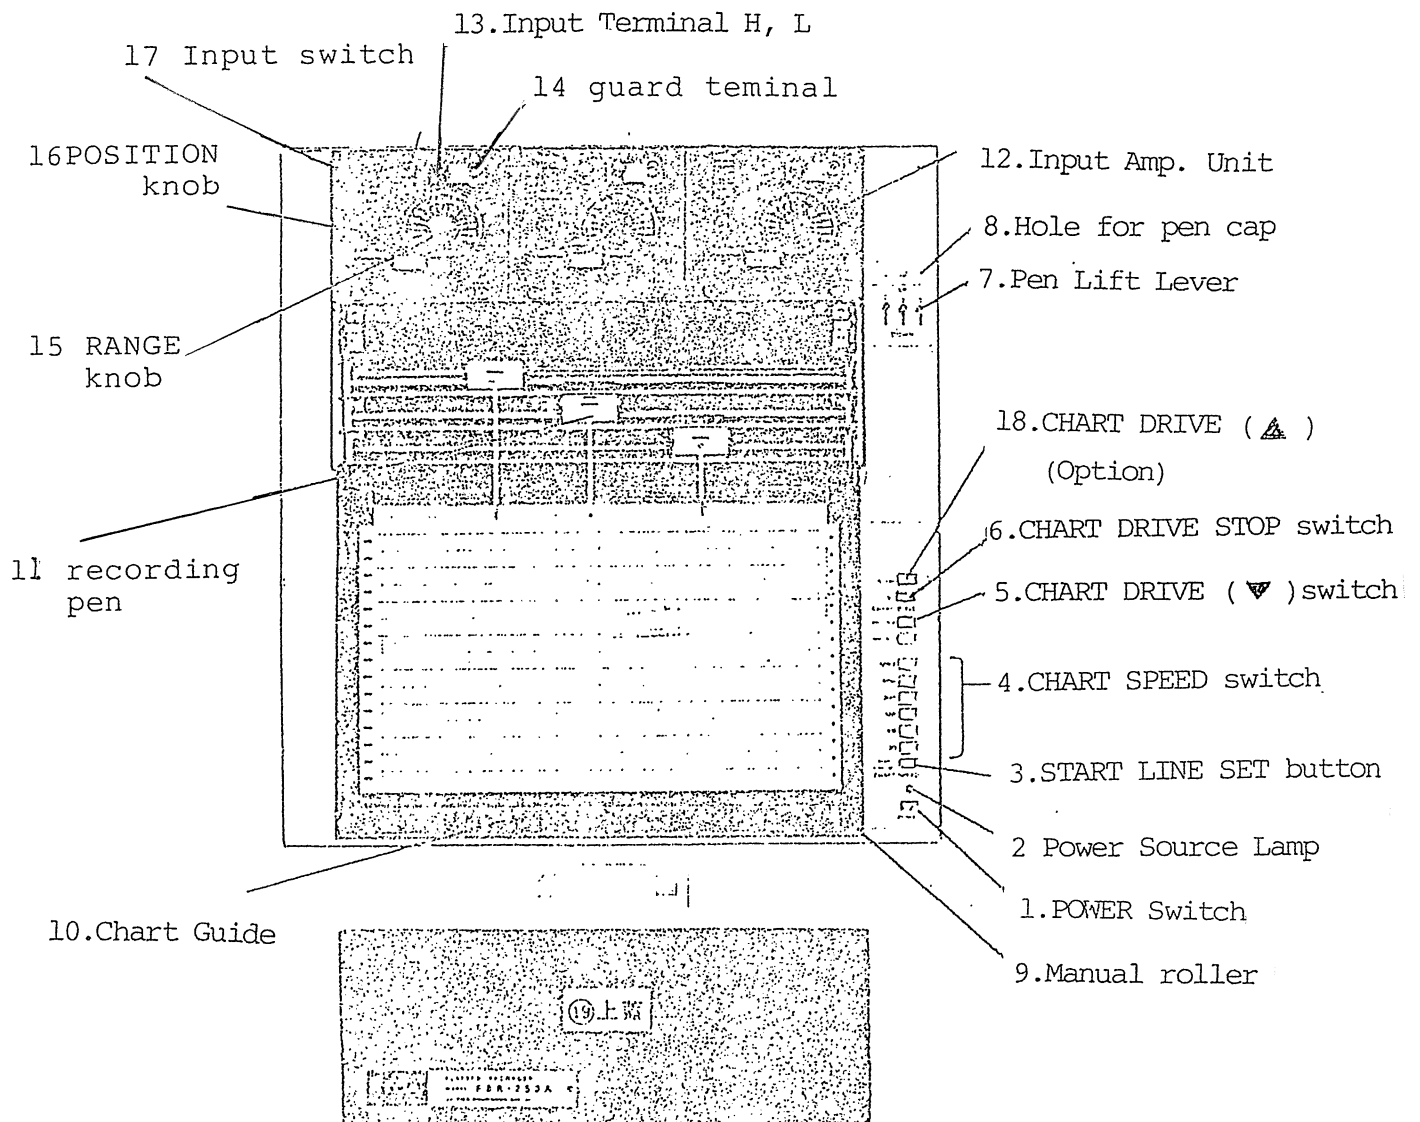 13.Input Terminal H, L
17 Input switch
14 guard teminal
16POSITION
knob
12.Input Amp. Unit
8.Hole for pen cap
7.Pen Lift Lever
15 RANGE
knob
18.CHART DRIVE (▲)
(Option)
6.CHART DRIVE STOP switch
11 recording
pen
5.CHART DRIVE (▼)switch
4.CHART SPEED switch
3.START LINE SET button
2 Power Source Lamp
1.POWER Switch
10.Chart Guide
9.Manual roller
⑲上
FBR-253A